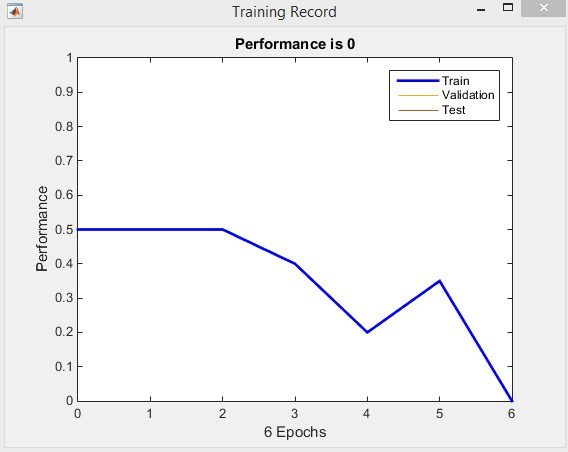 Training Record
Performance is 0
1
0.9
0.8
0.7
0.6
0.5
0.4
0.3
0.2
0.1
0
Performance
Train
Validation
Test
0 1 2 3 4 5 6
6 Epochs